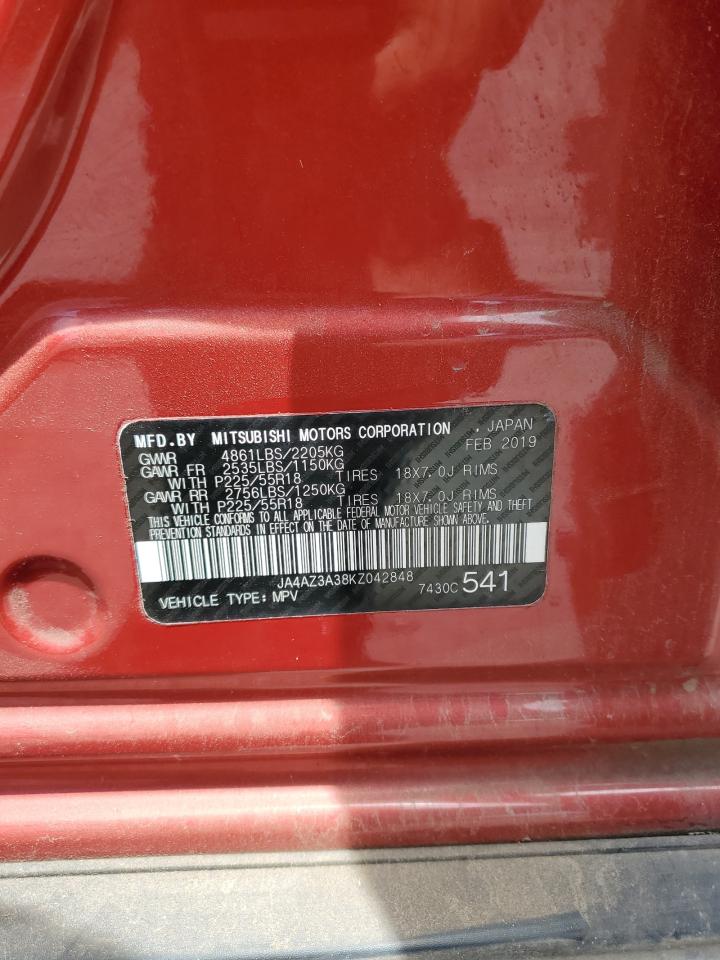 MFD.BY MITSUBISHI MOTORS CORPORATION , JAPAN
GVWR 4861LBS/2205KG FEB 2019
GAWR FR 2535LBS/1150KG
WITH P225/55R18 TIRES 18X7.0J RIMS
GAWR RR 2756LBS/1250KG
WITH P225/55R18 TIRES 18X7.0J RIMS
THIS VEHICLE CONFORMS TO ALL APPLICABLE FEDERAL MOTOR VEHICLE SAFETY AND THEFT
PREVENTION STANDARDS IN EFFECT ON THE DATE OF MANUFACTURE SHOWN ABOVE.
JA4AZ3A38KZ042848
VEHICLE TYPE: MPV 7430C 541